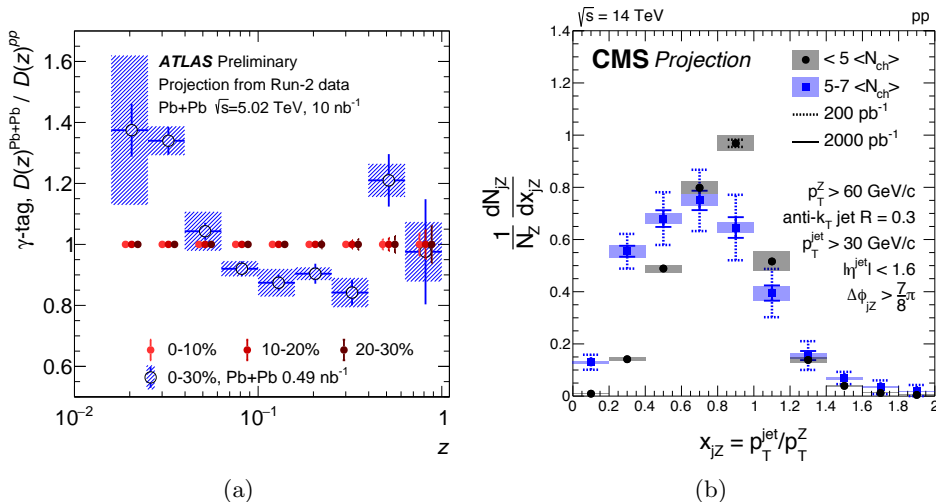 γ-tag, D(z)^Pb+Pb / D(z)^pp
1.6
1.4
1.2
1
0.8
0.6
ATLAS Preliminary
Projection from Run-2 data
Pb+Pb √s=5.02 TeV, 10 nb⁻¹
0-10% 10-20% 20-30%
0-30%, Pb+Pb 0.49 nb⁻¹
10⁻² 10⁻¹ 1
z
(a)
√s = 14 TeV pp
1/N_Z dN_jZ/dx_jZ
1.4
1.2
1
0.8
0.6
0.4
0.2
0
CMS Projection
< 5 <N_ch>
5-7 <N_ch>
200 pb⁻¹
2000 pb⁻¹
p_T^Z > 60 GeV/c
anti-k_T jet R = 0.3
p_T^jet > 30 GeV/c
|η^jet| < 1.6
Δϕ_jZ > 7/8 π
0 0.2 0.4 0.6 0.8 1 1.2 1.4 1.6 1.8 2
x_jZ = p_T^jet/p_T^Z
(b)